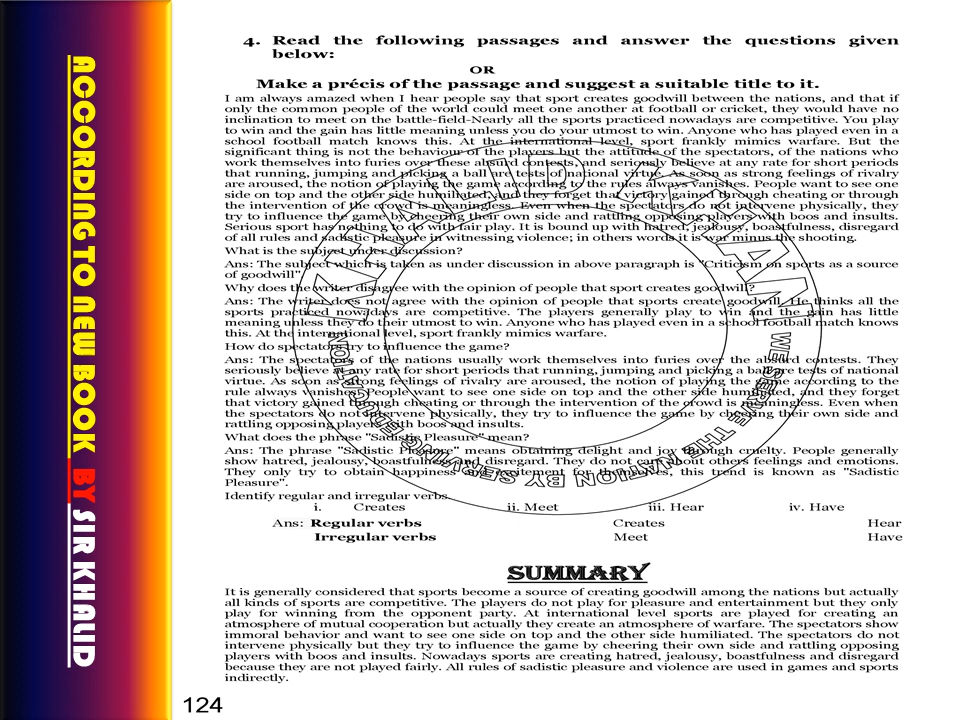 ACCORDING TO NEW BOOK BY SIR KHALID
4. Read the following passages and answer the questions given
below:
OR
Make a précis of the passage and suggest a suitable title to it.
I am always amazed when I hear people say that sport creates goodwill between the nations, and that if
only the common people of the world could meet one another at football or cricket, they would have no
inclination to meet on the battle-field-Nearly all the sports practiced nowadays are competitive. You play
to win and the gain has little meaning unless you do your utmost to win. Anyone who has played even in a
school football match knows this. At the international level, sport frankly mimics warfare. But the
significant thing is not the behaviour of the players but the attitude of the spectators, of the nations who
work themselves into furies over these absurd contests, and seriously believe at any rate for short periods
that running, jumping and picking a ball are tests of national virtue. As soon as strong feelings of rivalry
are aroused, the notion of playing the game according to the rules always vanishes. People want to see one
side on top and the other side humiliated, and they forget that victory gained through cheating or through
the intervention of the crowd is meaningless. Even when the spectators do not intervene physically, they
try to influence the game by cheering their own side and rattling opposing players with boos and insults.
Serious sport has nothing to do with fair play. It is bound up with hatred, jealousy, boastfulness, disregard
of all rules and sadistic pleasure in witnessing violence; in others words it is war minus the shooting.
What is the subject under discussion?
Ans: The subject which is taken as under discussion in above paragraph is "Criticism on sports as a source
of goodwill"
Why does the writer disagree with the opinion of people that sport creates goodwill?
Ans: The writer does not agree with the opinion of people that sports create goodwill. He thinks all the
sports practiced nowadays are competitive. The players generally play to win and the gain has little
meaning unless they do their utmost to win. Anyone who has played even in a school football match knows
this. At the international level, sport frankly mimics warfare.
How do spectators try to influence the game?
Ans: The spectators of the nations usually work themselves into furies over the absurd contests. They
seriously believe at any rate for short periods that running, jumping and picking a ball are tests of national
virtue. As soon as strong feelings of rivalry are aroused, the notion of playing the game according to the
rule always vanishes. People want to see one side on top and the other side humiliated, and they forget
that victory gained through cheating or through the intervention of the crowd is meaningless. Even when
the spectators do not intervene physically, they try to influence the game by cheering their own side and
rattling opposing players with boos and insults.
What does the phrase "Sadistic Pleasure" mean?
Ans: The phrase "Sadistic Pleasure" means obtaining delight and joy through cruelty. People generally
show hatred, jealousy, boastfulness and disregard. They do not care about others feelings and emotions.
They only try to obtain happiness and excitement for themselves, this trend is known as "Sadistic
Pleasure".
Identify regular and irregular verbs.
i. Creates ii. Meet iii. Hear iv. Have
Ans: Regular verbs Creates Hear
Irregular verbs Meet Have
SUMMARY
It is generally considered that sports become a source of creating goodwill among the nations but actually
all kinds of sports are competitive. The players do not play for pleasure and entertainment but they only
play for winning from the opponent party. At international level sports are played for creating an
atmosphere of mutual cooperation but actually they create an atmosphere of warfare. The spectators show
immoral behavior and want to see one side on top and the other side humiliated. The spectators do not
intervene physically but they try to influence the game by cheering their own side and rattling opposing
players with boos and insults. Nowadays sports are creating hatred, jealousy, boastfulness and disregard
because they are not played fairly. All rules of sadistic pleasure and violence are used in games and sports
indirectly.
WE SERVE THE NATION BY SERVING EDUCATION
124